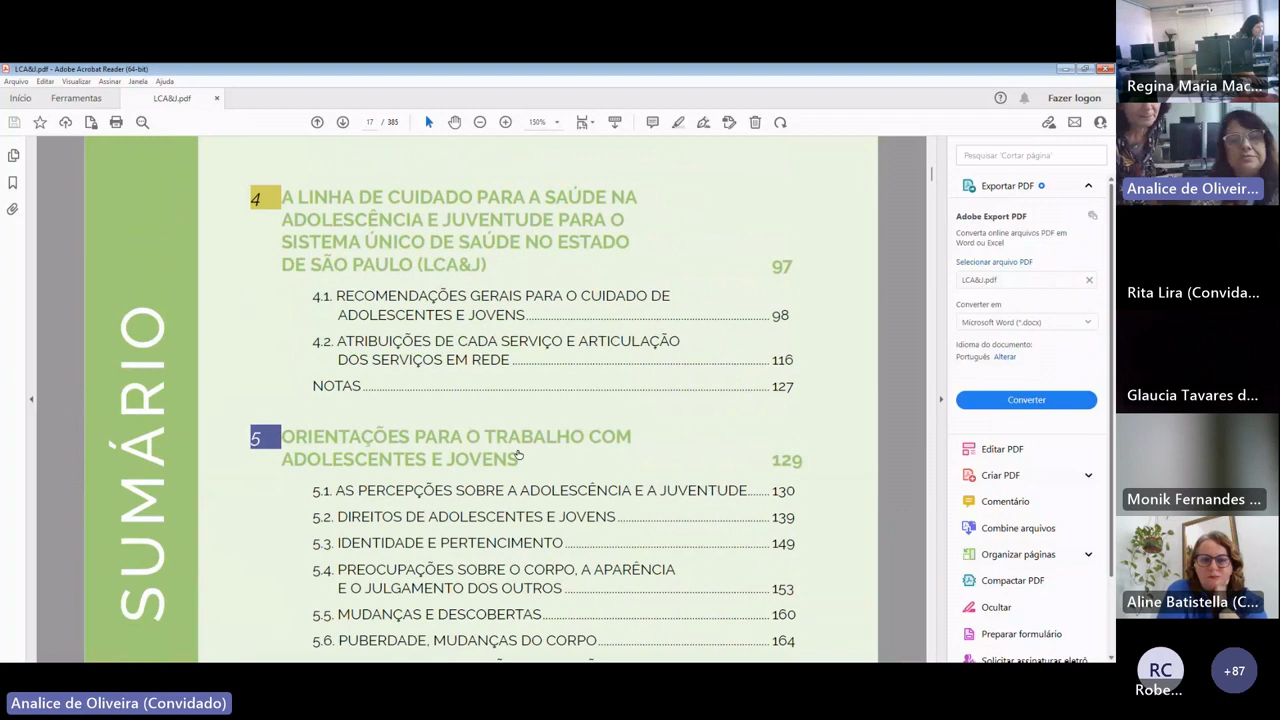 LCA&J.pdf - Adobe Acrobat Reader (64-bit)
Arquivo Editar Visualizar Assinar Janela Ajuda
Início Ferramentas LCA&J.pdf × Fazer logon
17 / 385 150%
SUMÁRIO
4 A LINHA DE CUIDADO PARA A SAÚDE NA
ADOLESCÊNCIA E JUVENTUDE PARA O
SISTEMA ÚNICO DE SAÚDE NO ESTADO
DE SÃO PAULO (LCA&J) 97
4.1. RECOMENDAÇÕES GERAIS PARA O CUIDADO DE
ADOLESCENTES E JOVENS 98
4.2. ATRIBUIÇÕES DE CADA SERVIÇO E ARTICULAÇÃO
DOS SERVIÇOS EM REDE 116
NOTAS 127
5 ORIENTAÇÕES PARA O TRABALHO COM
ADOLESCENTES E JOVENS 129
5.1. AS PERCEPÇÕES SOBRE A ADOLESCÊNCIA E A JUVENTUDE 130
5.2. DIREITOS DE ADOLESCENTES E JOVENS 139
5.3. IDENTIDADE E PERTENCIMENTO 149
5.4. PREOCUPAÇÕES SOBRE O CORPO, A APARÊNCIA
E O JULGAMENTO DOS OUTROS 153
5.5. MUDANÇAS E DESCOBERTAS 160
5.6. PUBERDADE, MUDANÇAS DO CORPO 164
Pesquisar 'Cortar página'
Exportar PDF
Adobe Export PDF
Converta online arquivos PDF em
Word ou Excel
Selecionar arquivo PDF
LCA&J.pdf
Converter em
Microsoft Word (*.docx)
Idioma do documento:
Português Alterar
Converter
Editar PDF
Criar PDF
Comentário
Combine arquivos
Organizar páginas
Compactar PDF
Ocultar
Preparar formulário
Solicitar assinaturas eletrô
Regina Maria Mac...
Analice de Oliveir...
Rita Lira (Convida...
Glaucia Tavares d...
Monik Fernandes ...
Aline Batistella (C...
RC
Robe...
+87
Analice de Oliveira (Convidado)